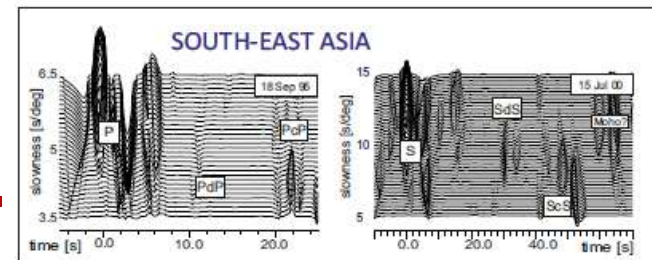 SOUTH-EAST ASIA
6.5
18 Sep 96
P
PcP
5
PdP
3.5
slowness [s/deg]
0.0
10.0
20.0
time [s]
15
15 Jul 00
SdS
Moho?
10
S
ScS
5
slowness [s/deg]
0.0
20.0
40.0
time [s]